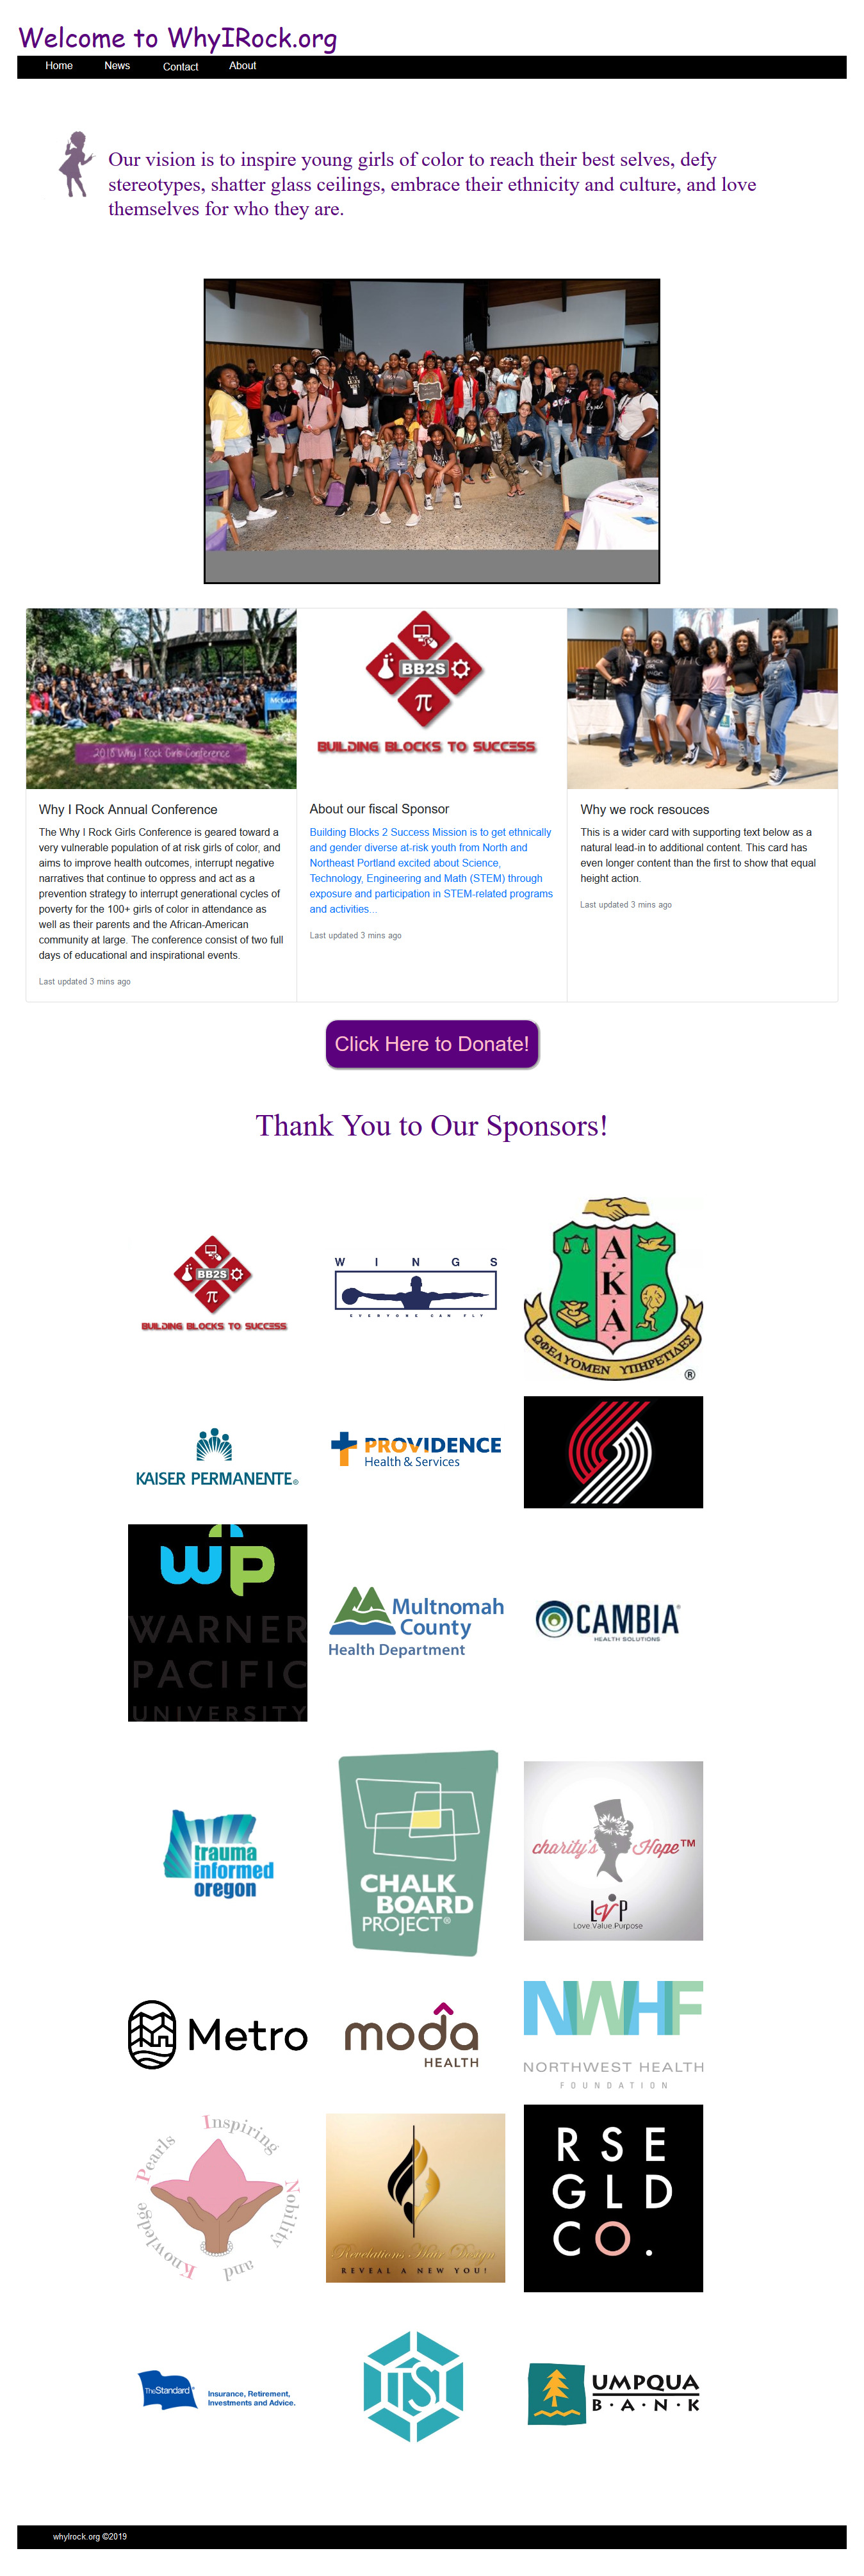 Welcome to WhyIRock.org
Home News Contact About
Our vision is to inspire young girls of color to reach their best selves, defy
stereotypes, shatter glass ceilings, embrace their ethnicity and culture, and love
themselves for who they are.
2018 Why I Rock Girls Conference
BB2S
π
BUILDING BLOCKS TO SUCCESS
Why I Rock Annual Conference
The Why I Rock Girls Conference is geared toward a
very vulnerable population of at risk girls of color, and
aims to improve health outcomes, interrupt negative
narratives that continue to oppress and act as a
prevention strategy to interrupt generational cycles of
poverty for the 100+ girls of color in attendance as
well as their parents and the African-American
community at large. The conference consist of two full
days of educational and inspirational events.
Last updated 3 mins ago
About our fiscal Sponsor
Building Blocks 2 Success Mission is to get ethnically
and gender diverse at-risk youth from North and
Northeast Portland excited about Science,
Technology, Engineering and Math (STEM) through
exposure and participation in STEM-related programs
and activities...
Last updated 3 mins ago
Why we rock resouces
This is a wider card with supporting text below as a
natural lead-in to additional content. This card has
even longer content than the first to show that equal
height action.
Last updated 3 mins ago
Click Here to Donate!
Thank You to Our Sponsors!
BB2S
π
BUILDING BLOCKS TO SUCCESS
WINGS
EVERYONE CAN FLY
A.K.A.
ΩΦΕΛΥΟΜΕΝ ΥΠΗΡΕΤΙΔΕΣ
®
KAISER PERMANENTE®
PROVIDENCE
Health & Services
wp
WARNER
PACIFIC
UNIVERSITY
Multnomah
County
Health Department
CAMBIA®
HEALTH SOLUTIONS
trauma
informed
oregon
CHALK
BOARD
PROJECT®
charity's Hope™
LVP
Love.Value.Purpose
Metro
moda
HEALTH
NWHF
NORTHWEST HEALTH
FOUNDATION
Pearls Inspiring Nobility and Knowledge
Revelations Hair Design
REVEAL A NEW YOU!
RSE
GLD
CO.
TheStandard
Insurance, Retirement,
Investments and Advice.
ITSI
UMPQUA
B·A·N·K
whyIrock.org ©2019